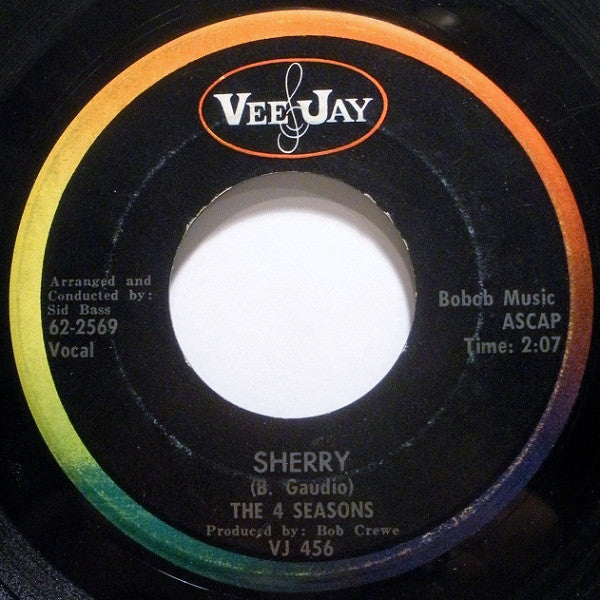 VEE JAY
Arranged and
Conducted by:
Sid Bass
62-2569
Vocal
Bobob Music
ASCAP
Time: 2:07
SHERRY
(B. Gaudio)
THE 4 SEASONS
Produced by: Bob Crewe
VJ 456